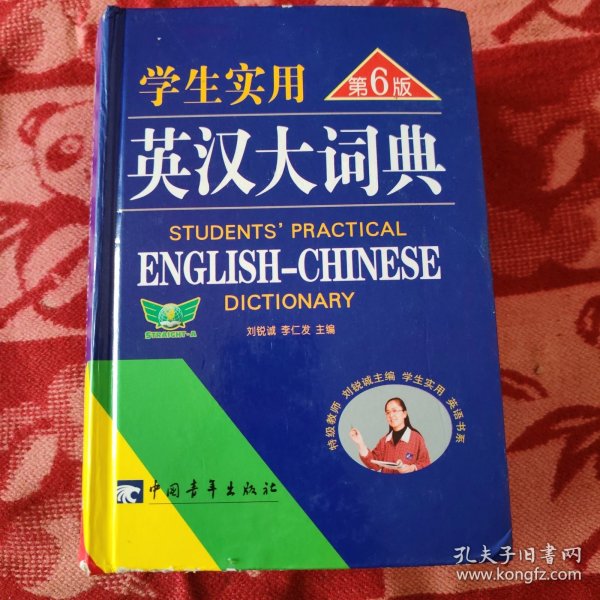 学生实用
第6版
英汉大词典
STUDENTS' PRACTICAL
ENGLISH-CHINESE
DICTIONARY
STRAIGHT-A
刘锐诚 李仁发 主编
特级教师 刘锐诚主编 学生实用 英语书系
中国青年出版社
孔夫子旧书网
www.kongfz.com